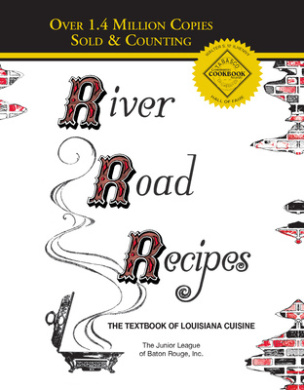 OVER 1.4 MILLION COPIES
SOLD & COUNTING
TABASCO
COOKBOOK
HALL OF FAME
River
Road
Recipes
THE TEXTBOOK OF LOUISIANA CUISINE
The Junior League
of Baton Rouge, Inc.